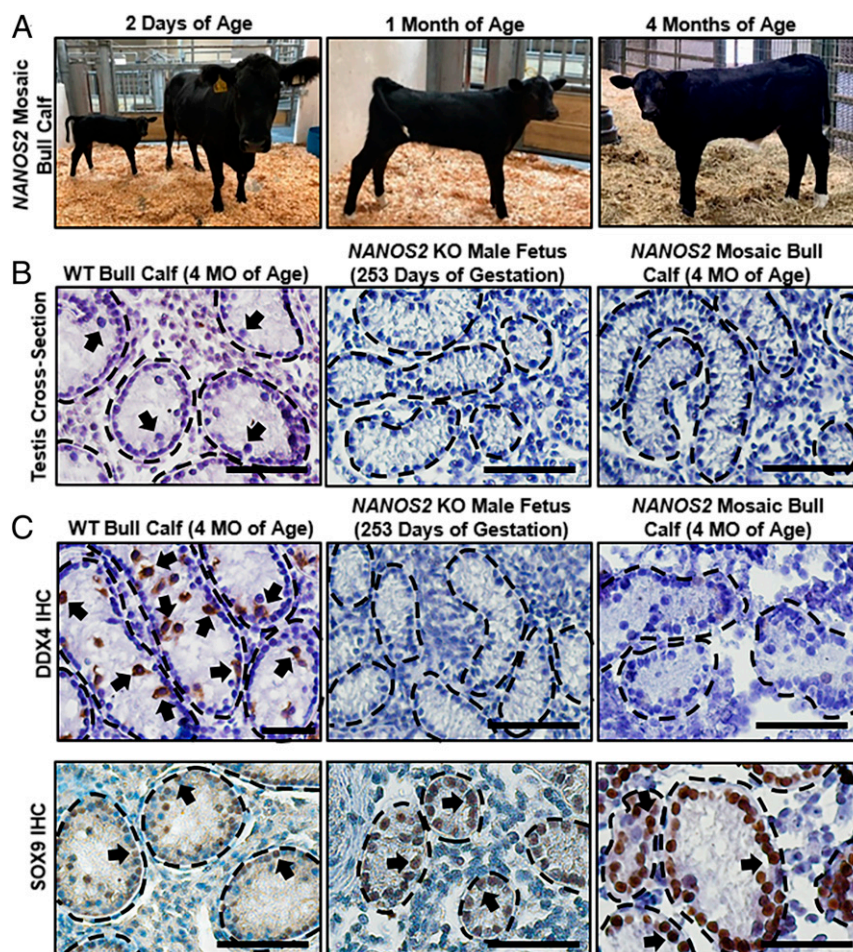 A
2 Days of Age
1 Month of Age
4 Months of Age
NANOS2 Mosaic
Bull Calf
B
WT Bull Calf (4 MO of Age)
NANOS2 KO Male Fetus
(253 Days of Gestation)
NANOS2 Mosaic Bull
Calf (4 MO of Age)
Testis Cross-Section
C
WT Bull Calf (4 MO of Age)
NANOS2 KO Male Fetus
(253 Days of Gestation)
NANOS2 Mosaic Bull
Calf (4 MO of Age)
DDX4 IHC
SOX9 IHC